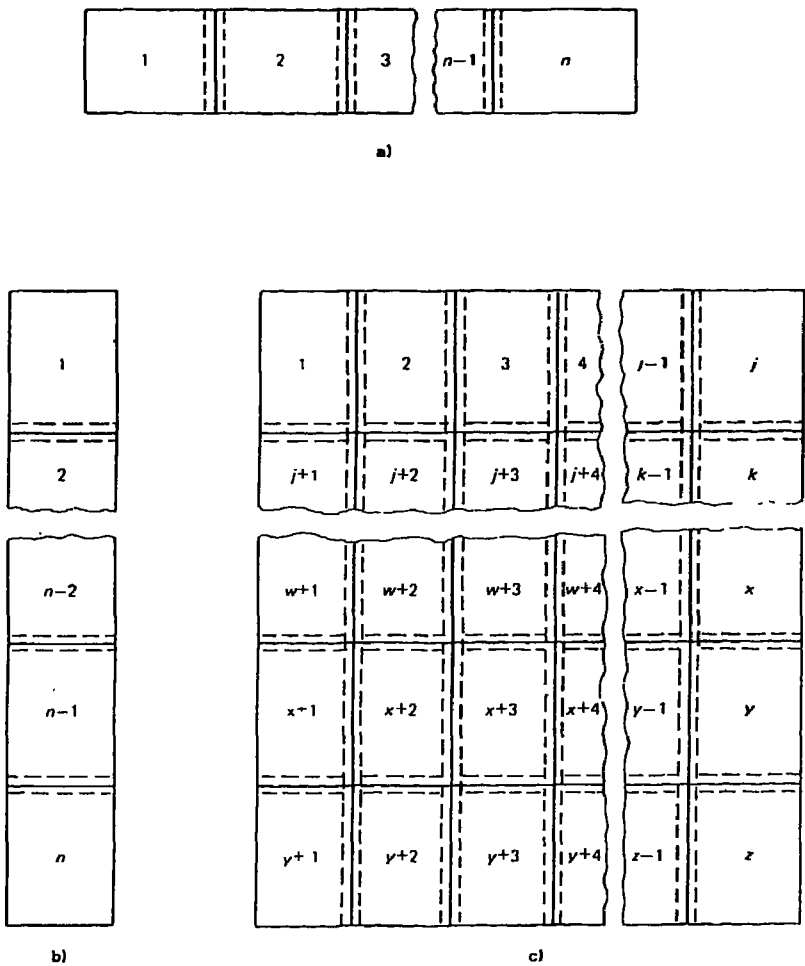 1 2 3 n−1 n
a)
1
2
n−2
n−1
n
b)
1 2 3 4 j−1 j
j+1 j+2 j+3 j+4 k−1 k
w+1 w+2 w+3 w+4 x−1 x
x+1 x+2 x+3 x+4 y−1 y
y+1 y+2 y+3 y+4 z−1 z
c)